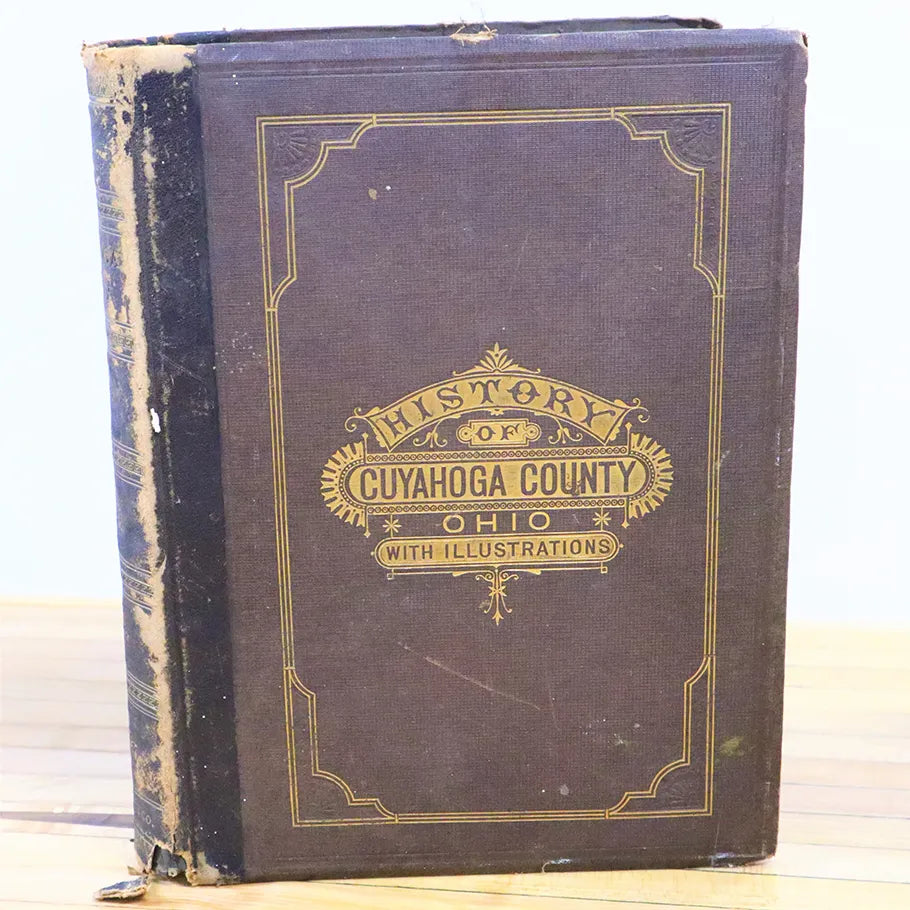 HISTORY
OF
CUYAHOGA COUNTY
OHIO
WITH ILLUSTRATIONS